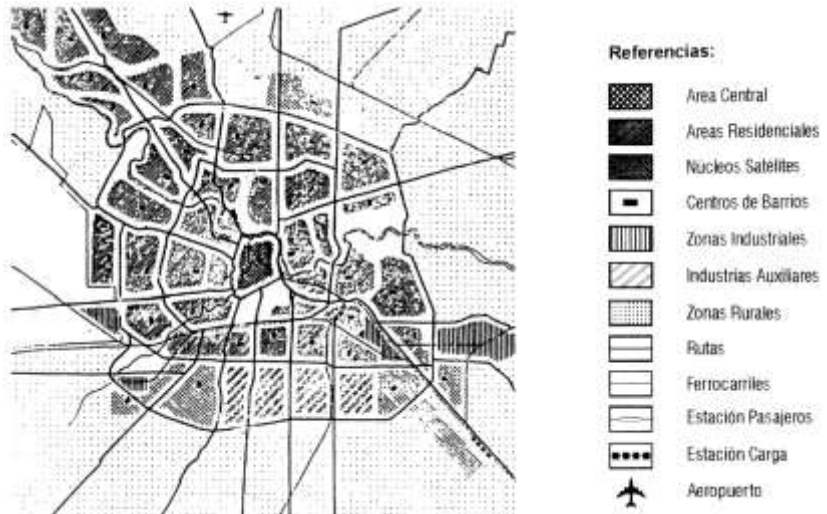 Referencias:
Area Central
Areas Residenciales
Nucleos Satelites
Centros de Barrios
Zonas Industriales
Industrias Auxiliares
Zonas Rurales
Rutas
Ferrocarriles
Estación Pasajeros
Estación Carga
Aeropuerto